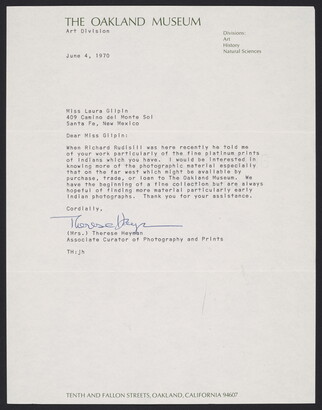 THE OAKLAND MUSEUM
Art Division
Divisions:
Art
History
Natural Sciences
June 4, 1970
Miss Laura Gilpin
409 Camino del Monte Sol
Santa Fe, New Mexico
Dear Miss Gilpin:
When Richard Rudisill was here recently he told me
of your work particularly of the fine platinum prints
of Indians which you have. I would be interested in
knowing more of the photographic material especially
that on the far west which might be available by
purchase, trade, or loan to The Oakland Museum. We
have the beginning of a fine collection but are always
hopeful of finding more material particularly early
Indian photographs. Thank you for your assistance.
Cordially,
Therese Heyman
(Mrs.) Therese Heyman
Associate Curator of Photography and Prints
TH:jh
TENTH AND FALLON STREETS, OAKLAND, CALIFORNIA 94607